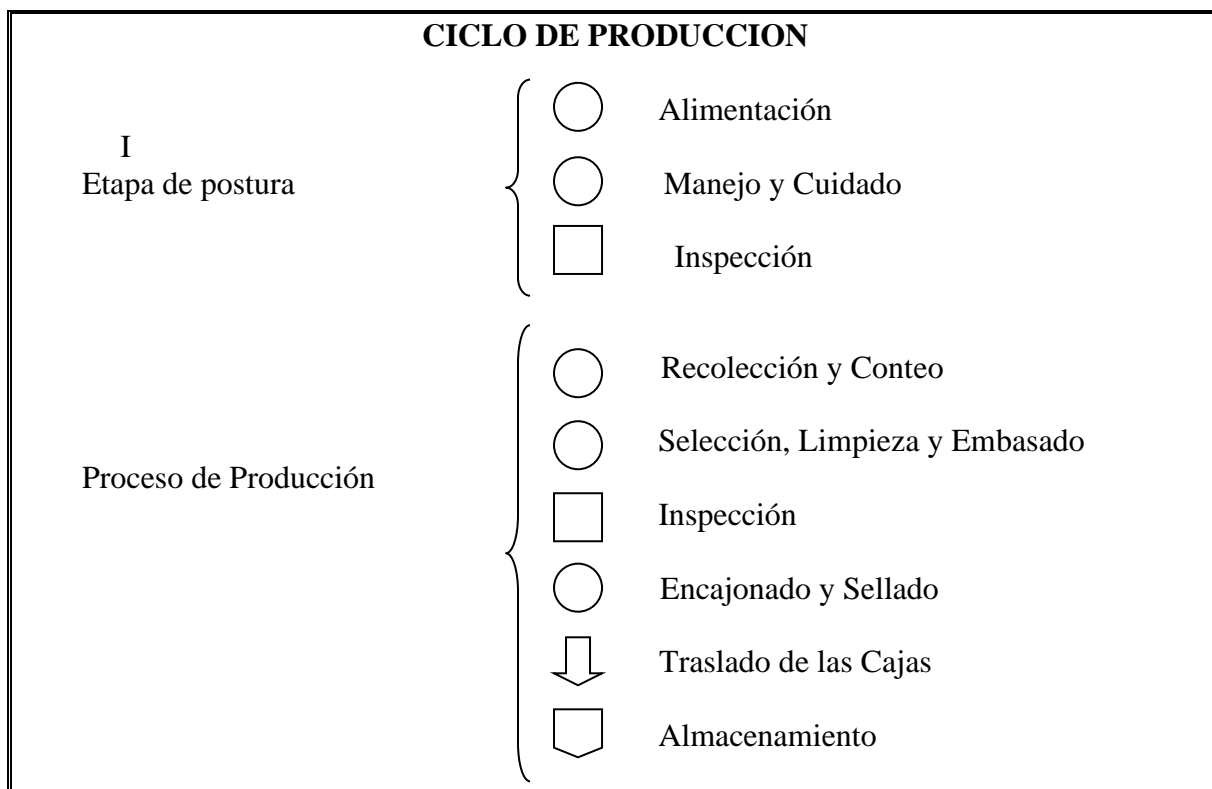 CICLO DE PRODUCCION
I
Etapa de postura
Alimentación
Manejo y Cuidado
Inspección
Proceso de Producción
Recolección y Conteo
Selección, Limpieza y Embasado
Inspección
Encajonado y Sellado
Traslado de las Cajas
Almacenamiento